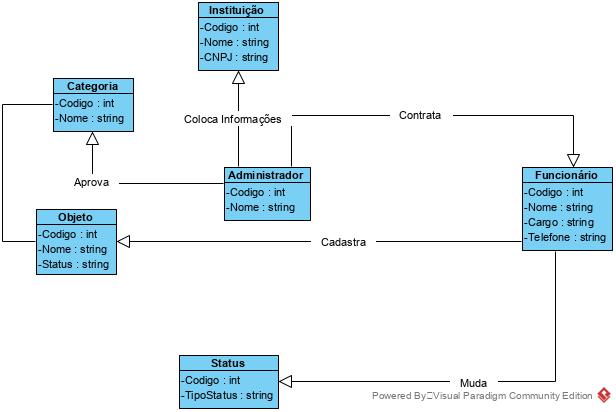 Instituição
-Codigo : int
-Nome : string
-CNPJ : string
Categoria
-Codigo : int
-Nome : string
Coloca Informações
Contrata
Aprova
Administrador
-Codigo : int
-Nome : string
Funcionário
-Codigo : int
-Nome : string
-Cargo : string
-Telefone : string
Objeto
-Codigo : int
-Nome : string
-Status : string
Cadastra
Status
-Codigo : int
-TipoStatus : string
Muda
Powered By Visual Paradigm Community Edition